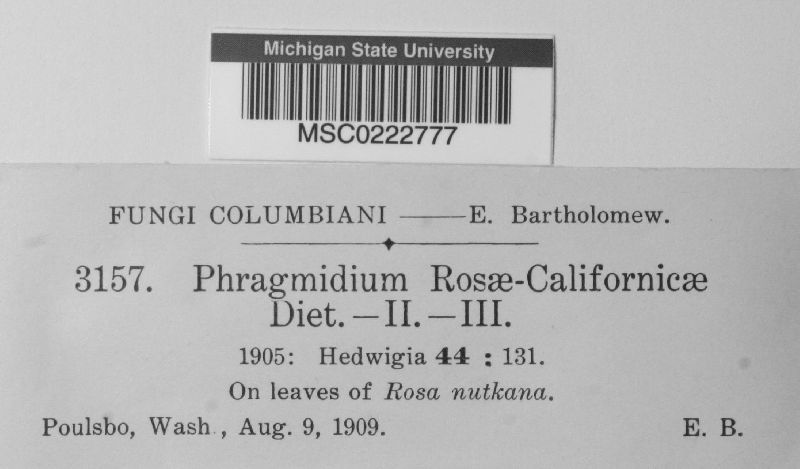 Michigan State University
MSC0222777
FUNGI COLUMBIANI —— E. Bartholomew.
3157. Phragmidium Rosæ-Californicæ
Diet. — II. — III.
1905: Hedwigia 44 : 131.
On leaves of Rosa nutkana.
Poulsbo, Wash., Aug. 9, 1909. E. B.